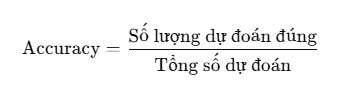 Accuracy = Số lượng dự đoán đúng
Tổng số dự đoán